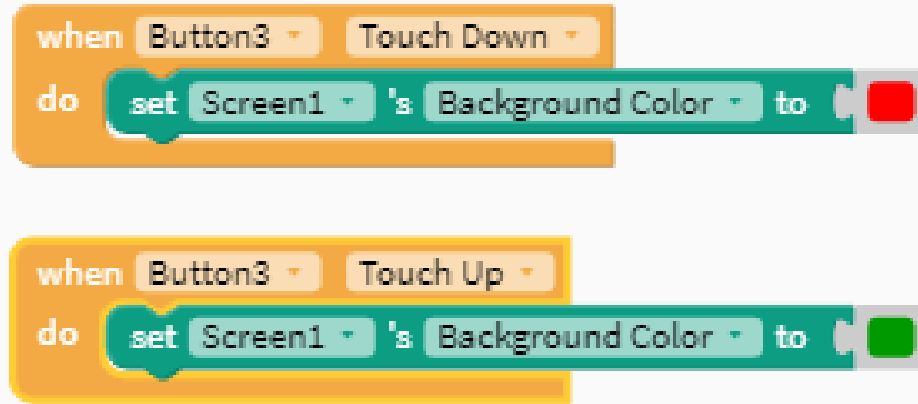 when Button3 Touch Down
do set Screen1 's Background Color to
when Button3 Touch Up
do set Screen1 's Background Color to